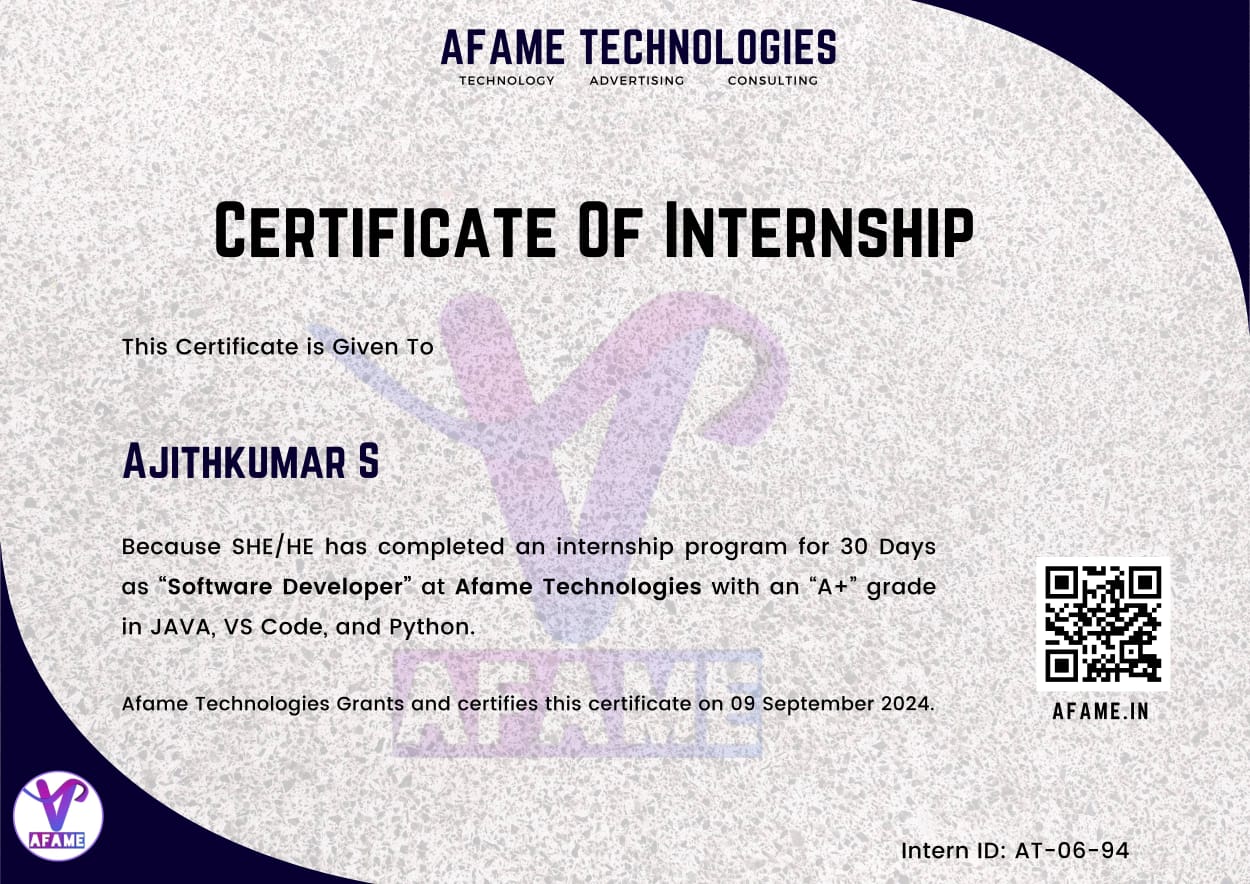 AFAME TECHNOLOGIES
TECHNOLOGY ADVERTISING CONSULTING
Certificate Of Internship
This Certificate is Given To
Ajithkumar S
Because SHE/HE has completed an internship program for 30 Days
as “Software Developer” at Afame Technologies with an “A+” grade
in JAVA, VS Code, and Python.
AFAME
Afame Technologies Grants and certifies this certificate on 09 September 2024.
AFAME.IN
AFAME
Intern ID: AT-06-94